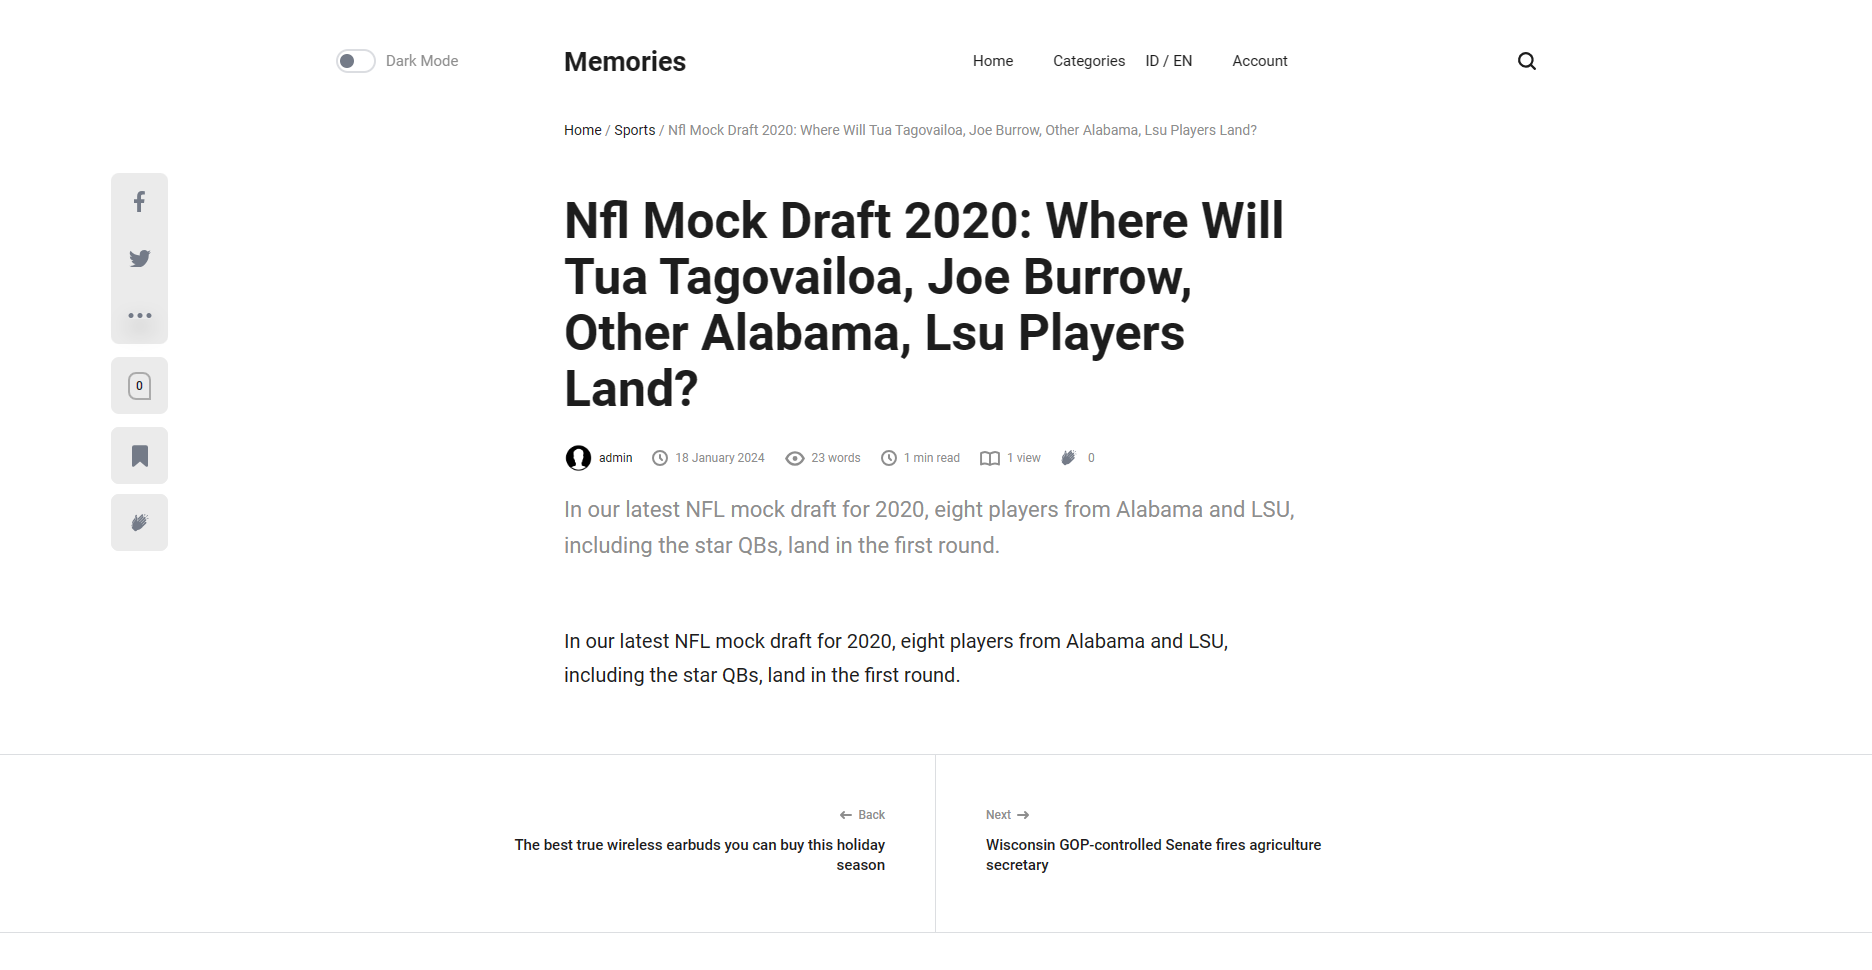 Dark Mode
Memories
Home Categories ID / EN Account
Home / Sports / Nfl Mock Draft 2020: Where Will Tua Tagovailoa, Joe Burrow, Other Alabama, Lsu Players Land?
Nfl Mock Draft 2020: Where Will
Tua Tagovailoa, Joe Burrow,
Other Alabama, Lsu Players
Land?
0
admin 18 January 2024 23 words 1 min read 1 view 0
In our latest NFL mock draft for 2020, eight players from Alabama and LSU,
including the star QBs, land in the first round.
In our latest NFL mock draft for 2020, eight players from Alabama and LSU,
including the star QBs, land in the first round.
Back
The best true wireless earbuds you can buy this holiday
season
Next
Wisconsin GOP-controlled Senate fires agriculture
secretary